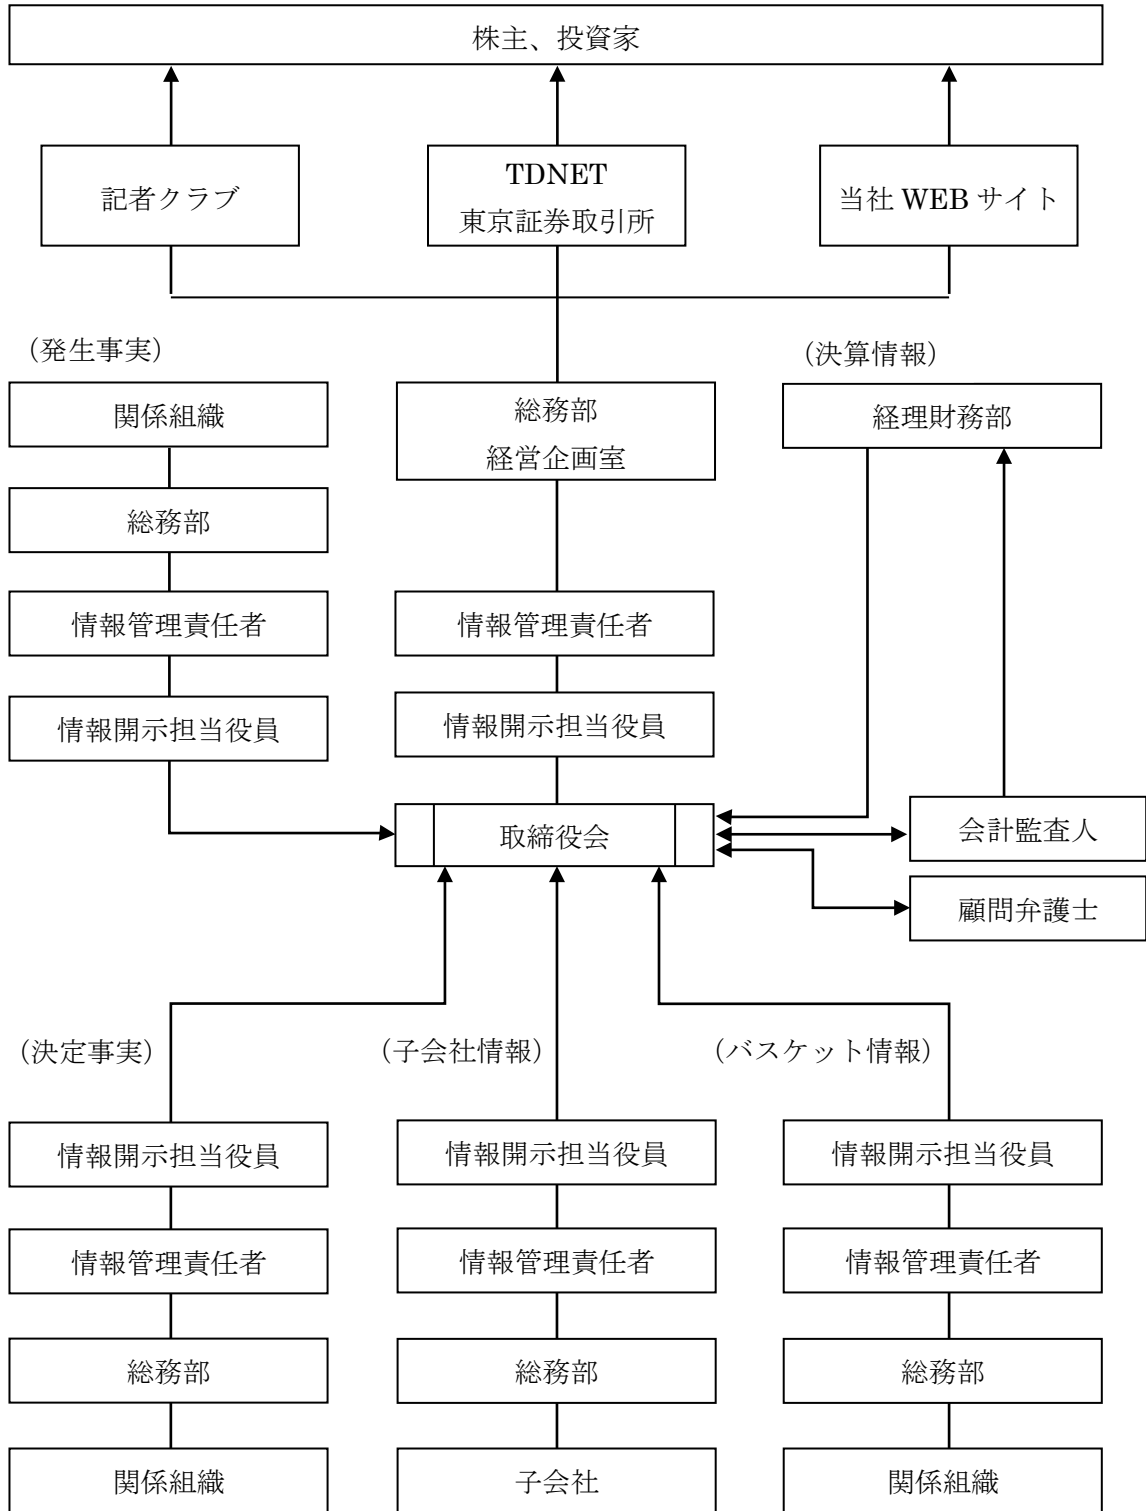 株主、投資家
記者クラブ
TDNET
東京証券取引所
当社 WEB サイト
（発生事実）
（決算情報）
関係組織
総務部
経営企画室
経理財務部
総務部
情報管理責任者
情報管理責任者
情報開示担当役員
情報開示担当役員
取締役会
会計監査人
顧問弁護士
（決定事実）
（子会社情報）
（バスケット情報）
情報開示担当役員
情報開示担当役員
情報開示担当役員
情報管理責任者
情報管理責任者
情報管理責任者
総務部
総務部
総務部
関係組織
子会社
関係組織